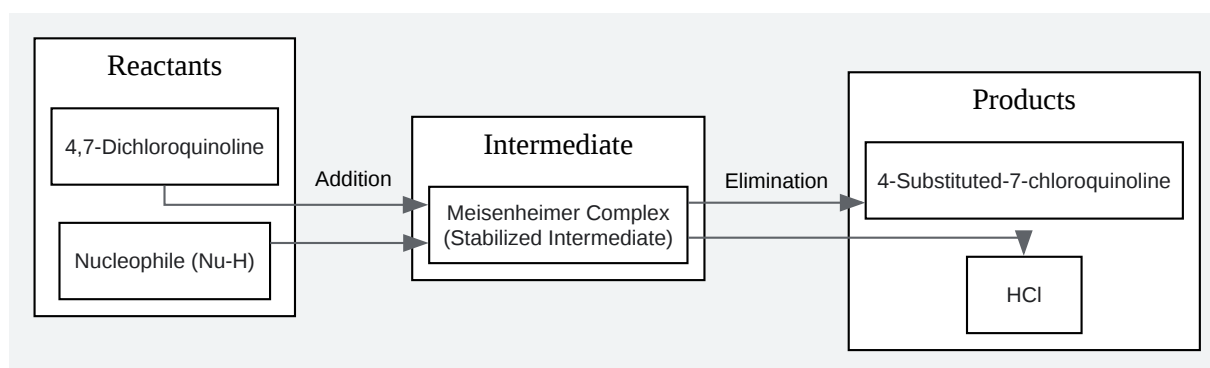 Reactants
4,7-Dichloroquinoline
Nucleophile (Nu-H)
Addition
Intermediate
Meisenheimer Complex
(Stabilized Intermediate)
Elimination
Products
4-Substituted-7-chloroquinoline
HCl